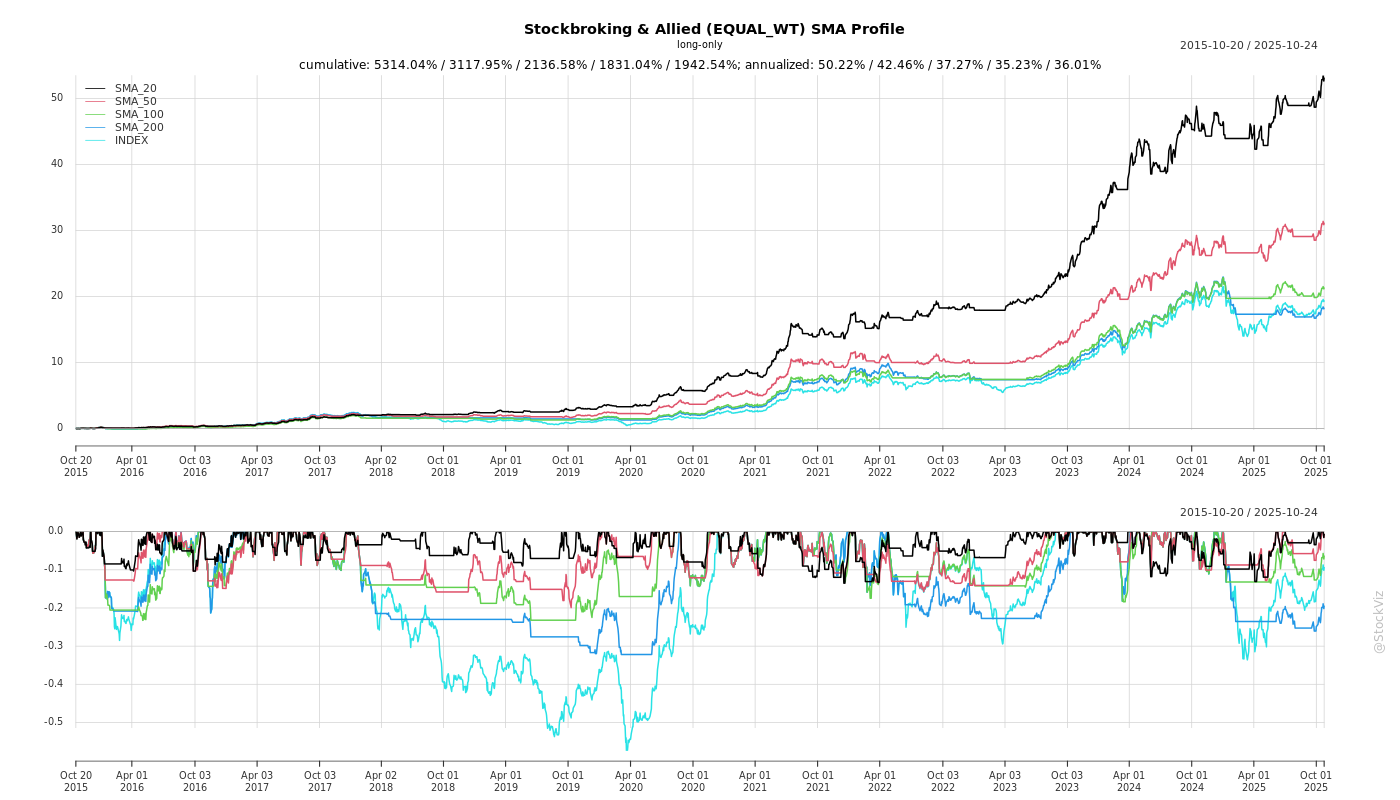 Stockbroking & Allied (EQUAL_WT) SMA Profile
long-only
2015-10-20 / 2025-10-24
cumulative: 5314.04% / 3117.95% / 2136.58% / 1831.04% / 1942.54%; annualized: 50.22% / 42.46% / 37.27% / 35.23% / 36.01%
SMA_20
SMA_50
SMA_100
SMA_200
INDEX
50
40
30
20
10
0
Oct 20 Apr 01 Oct 03 Apr 03 Oct 03 Apr 02 Oct 01 Apr 01 Oct 01 Apr 01 Oct 01 Apr 01 Oct 01 Apr 01 Oct 03 Apr 03 Oct 03 Apr 01 Oct 01 Apr 01 Oct 01
2015 2016 2016 2017 2017 2018 2018 2019 2019 2020 2020 2021 2021 2022 2022 2023 2023 2024 2024 2025 2025
2015-10-20 / 2025-10-24
0.0
-0.1
-0.2
-0.3
-0.4
-0.5
Oct 20 Apr 01 Oct 03 Apr 03 Oct 03 Apr 02 Oct 01 Apr 01 Oct 01 Apr 01 Oct 01 Apr 01 Oct 01 Apr 01 Oct 03 Apr 03 Oct 03 Apr 01 Oct 01 Apr 01 Oct 01
2015 2016 2016 2017 2017 2018 2018 2019 2019 2020 2020 2021 2021 2022 2022 2023 2023 2024 2024 2025 2025
@StockViz